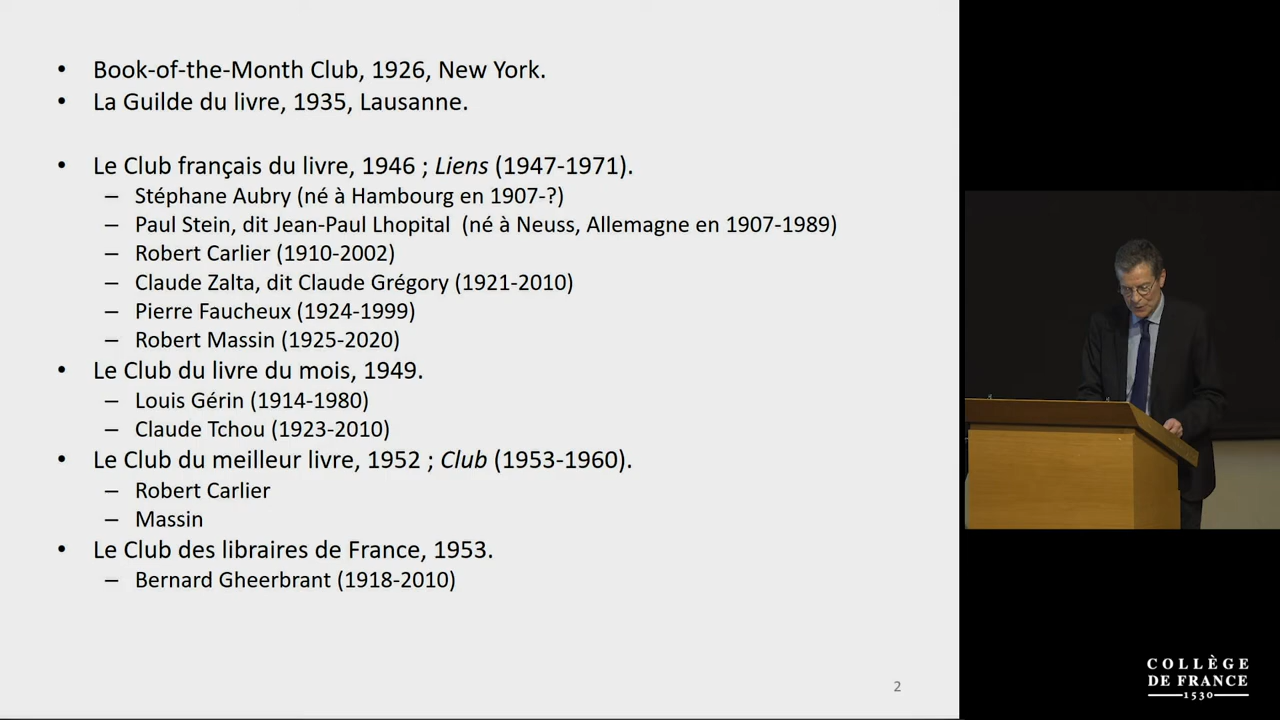 • Book-of-the-Month Club, 1926, New York.
• La Guilde du livre, 1935, Lausanne.
• Le Club français du livre, 1946 ; Liens (1947-1971).
– Stéphane Aubry (né à Hambourg en 1907-?)
– Paul Stein, dit Jean-Paul Lhopital (né à Neuss, Allemagne en 1907-1989)
– Robert Carlier (1910-2002)
– Claude Zalta, dit Claude Grégory (1921-2010)
– Pierre Faucheux (1924-1999)
– Robert Massin (1925-2020)
• Le Club du livre du mois, 1949.
– Louis Gérin (1914-1980)
– Claude Tchou (1923-2010)
• Le Club du meilleur livre, 1952 ; Club (1953-1960).
– Robert Carlier
– Massin
• Le Club des libraires de France, 1953.
– Bernard Gheerbrant (1918-2010)
2
COLLÈGE
DE FRANCE
1530